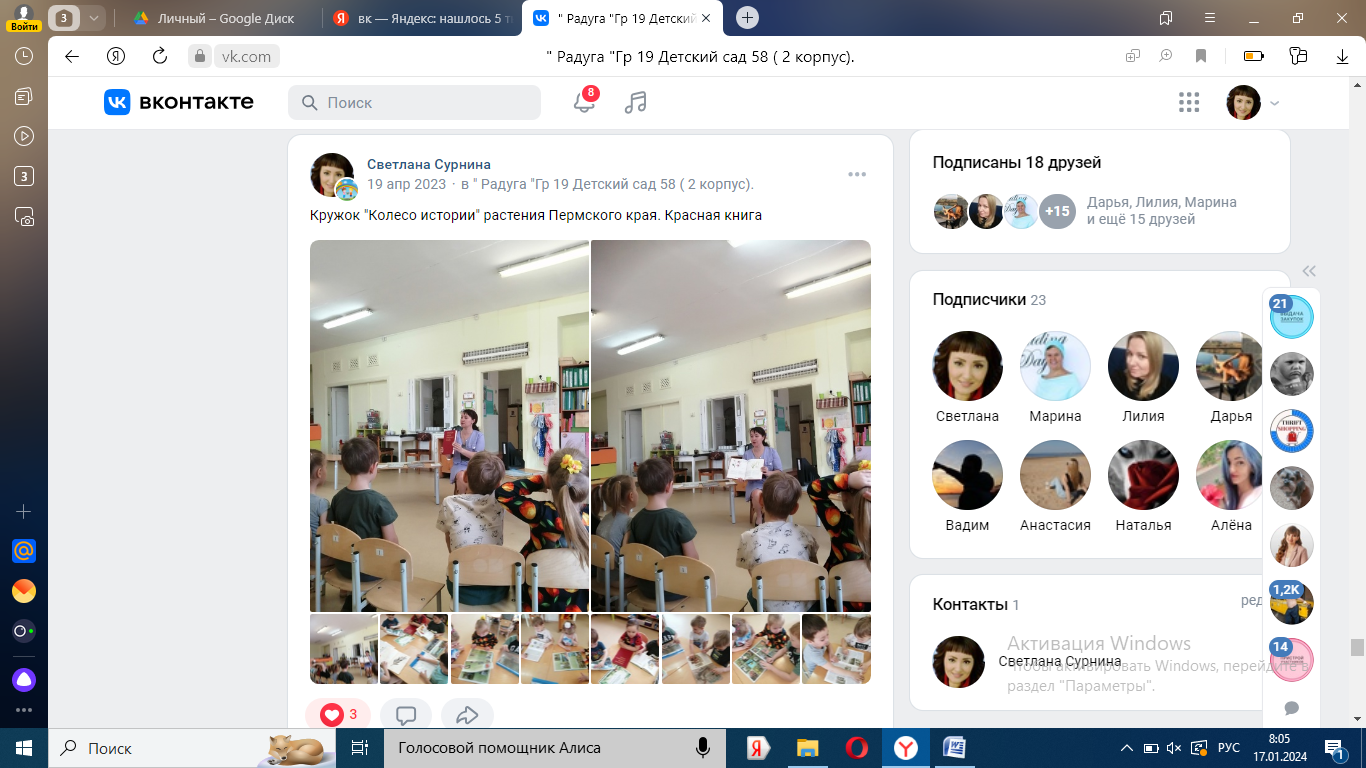 Войти
3
Личный – Google Диск
вк — Яндекс: нашлось 5 т
" Радуга "Гр 19 Детский
vk.com
" Радуга "Гр 19 Детский сад 58 ( 2 корпус).
вконтакте
Поиск
8
Светлана Сурнина
19 апр 2023 · в " Радуга "Гр 19 Детский сад 58 ( 2 корпус).
Кружок "Колесо истории" растения Пермского края. Красная книга
3
Подписаны 18 друзей
+15
Дарья, Лилия, Марина
и ещё 15 друзей
Подписчики 23
Светлана
Марина
Лилия
Дарья
Вадим
Анастасия
Наталья
Алёна
Контакты 1
ред
Светлана Сурнина
Активация Windows
Чтобы активировать Windows, перейдите в
раздел "Параметры".
21
1,2K
14
3
Поиск
Голосовой помощник Алиса
РУС
8:05
17.01.2024
1